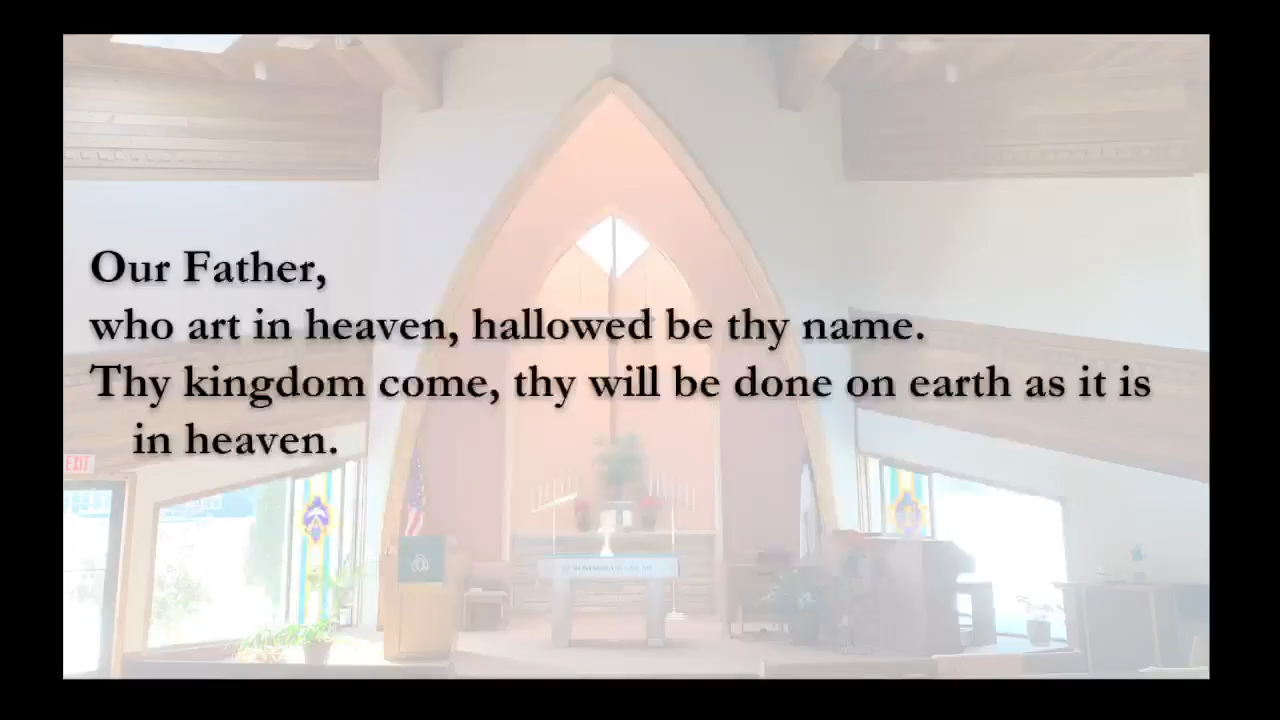 Our Father,
who art in heaven, hallowed be thy name.
Thy kingdom come, thy will be done on earth as it is
in heaven.
EXIT